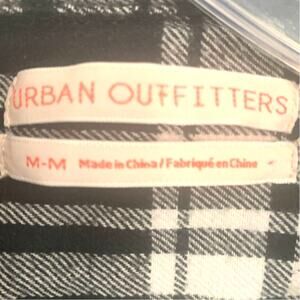 URBAN OUTFITTERS
M-M Made in China / Fabriqué en Chine